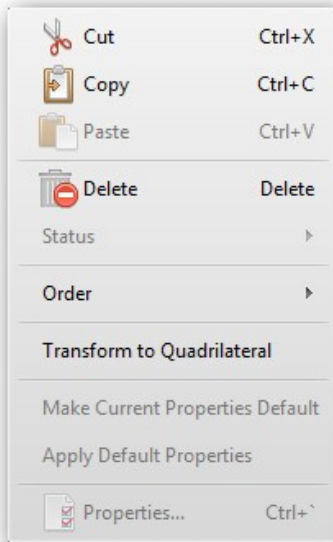 Cut Ctrl+X
Copy Ctrl+C
Paste Ctrl+V
Delete Delete
Status
Order
Transform to Quadrilateral
Make Current Properties Default
Apply Default Properties
Properties... Ctrl+`